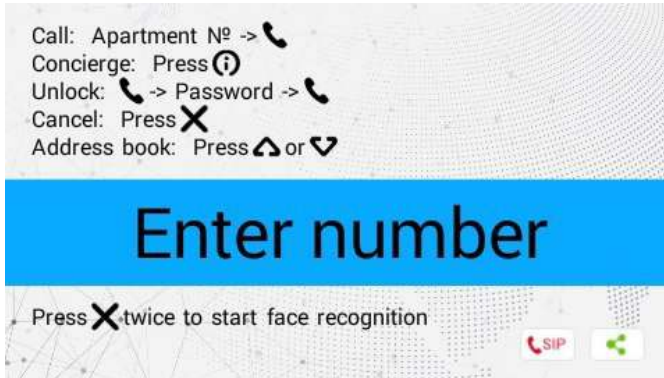 Call: Apartment Nº ->
Concierge: Press
Unlock: -> Password ->
Cancel: Press
Address book: Press or
Enter number
Press twice to start face recognition
SIP